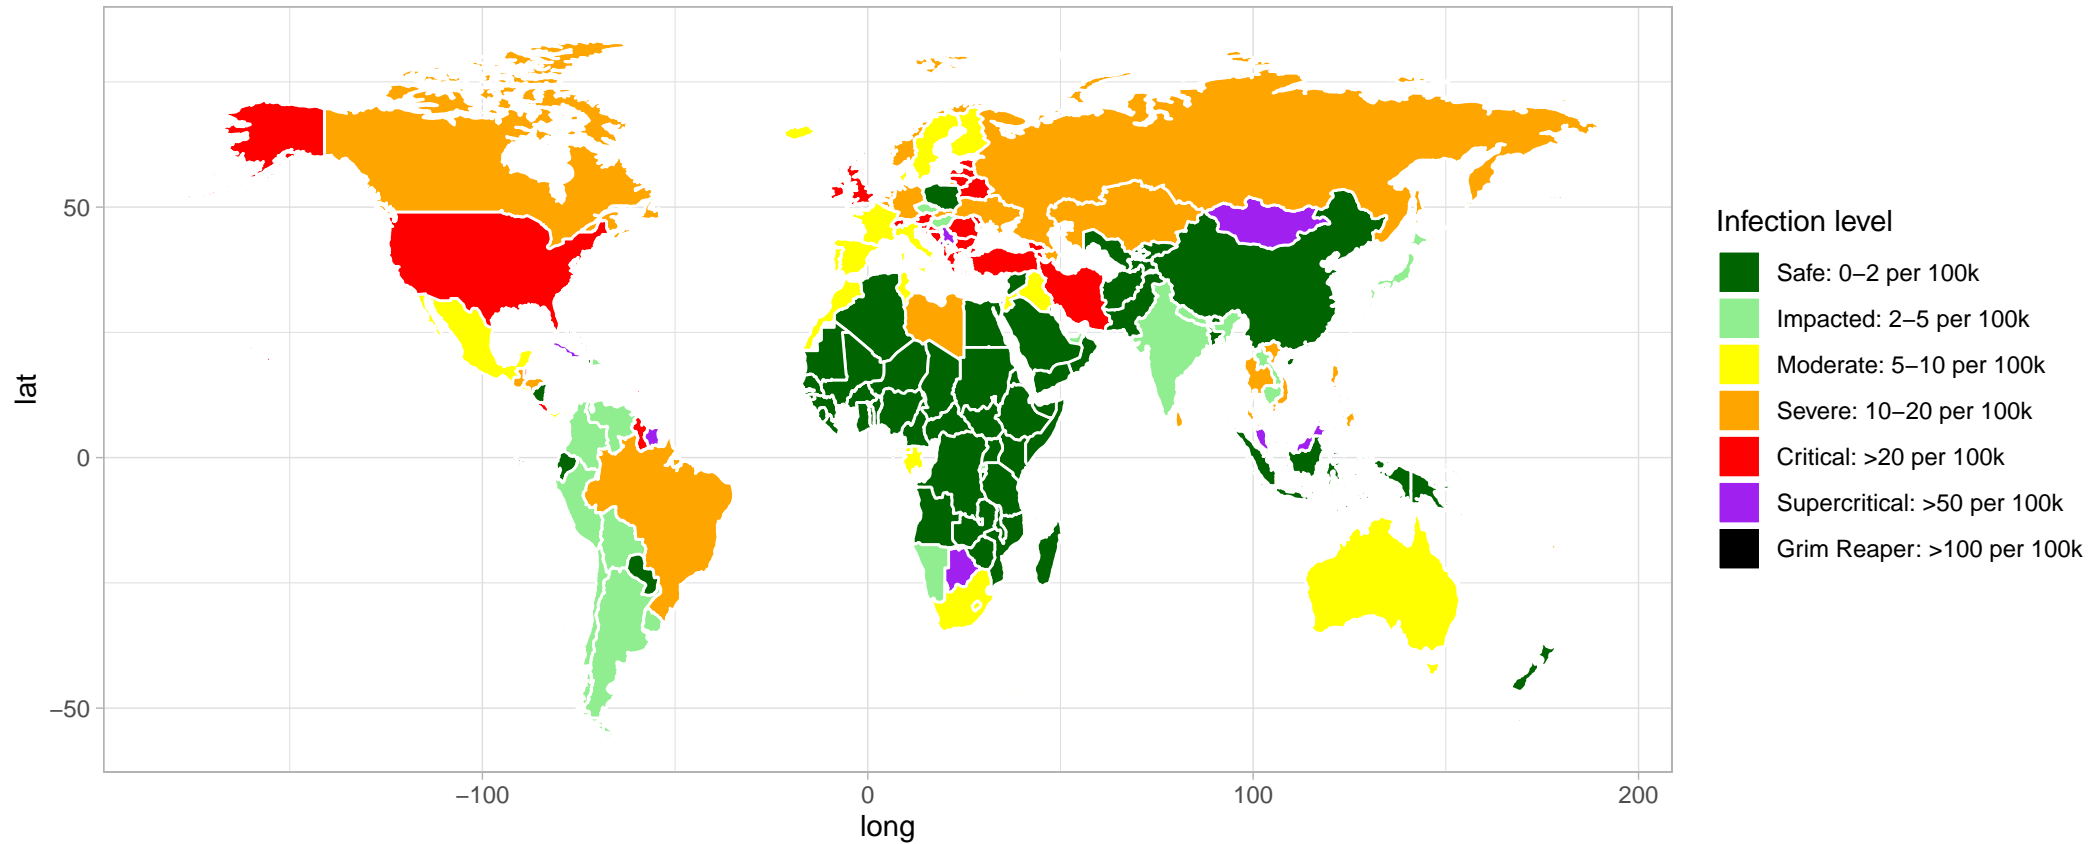 lat
50
0
−50
−100
0
100
200
long
Infection level
Safe: 0−2 per 100k
Impacted: 2−5 per 100k
Moderate: 5−10 per 100k
Severe: 10−20 per 100k
Critical: >20 per 100k
Supercritical: >50 per 100k
Grim Reaper: >100 per 100k